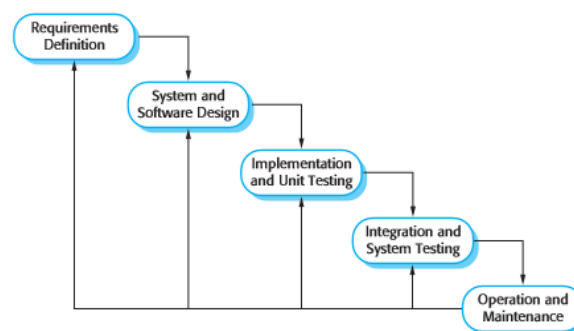 Requirements
Definition
System and
Software Design
Implementation
and Unit Testing
Integration and
System Testing
Operation and
Maintenance